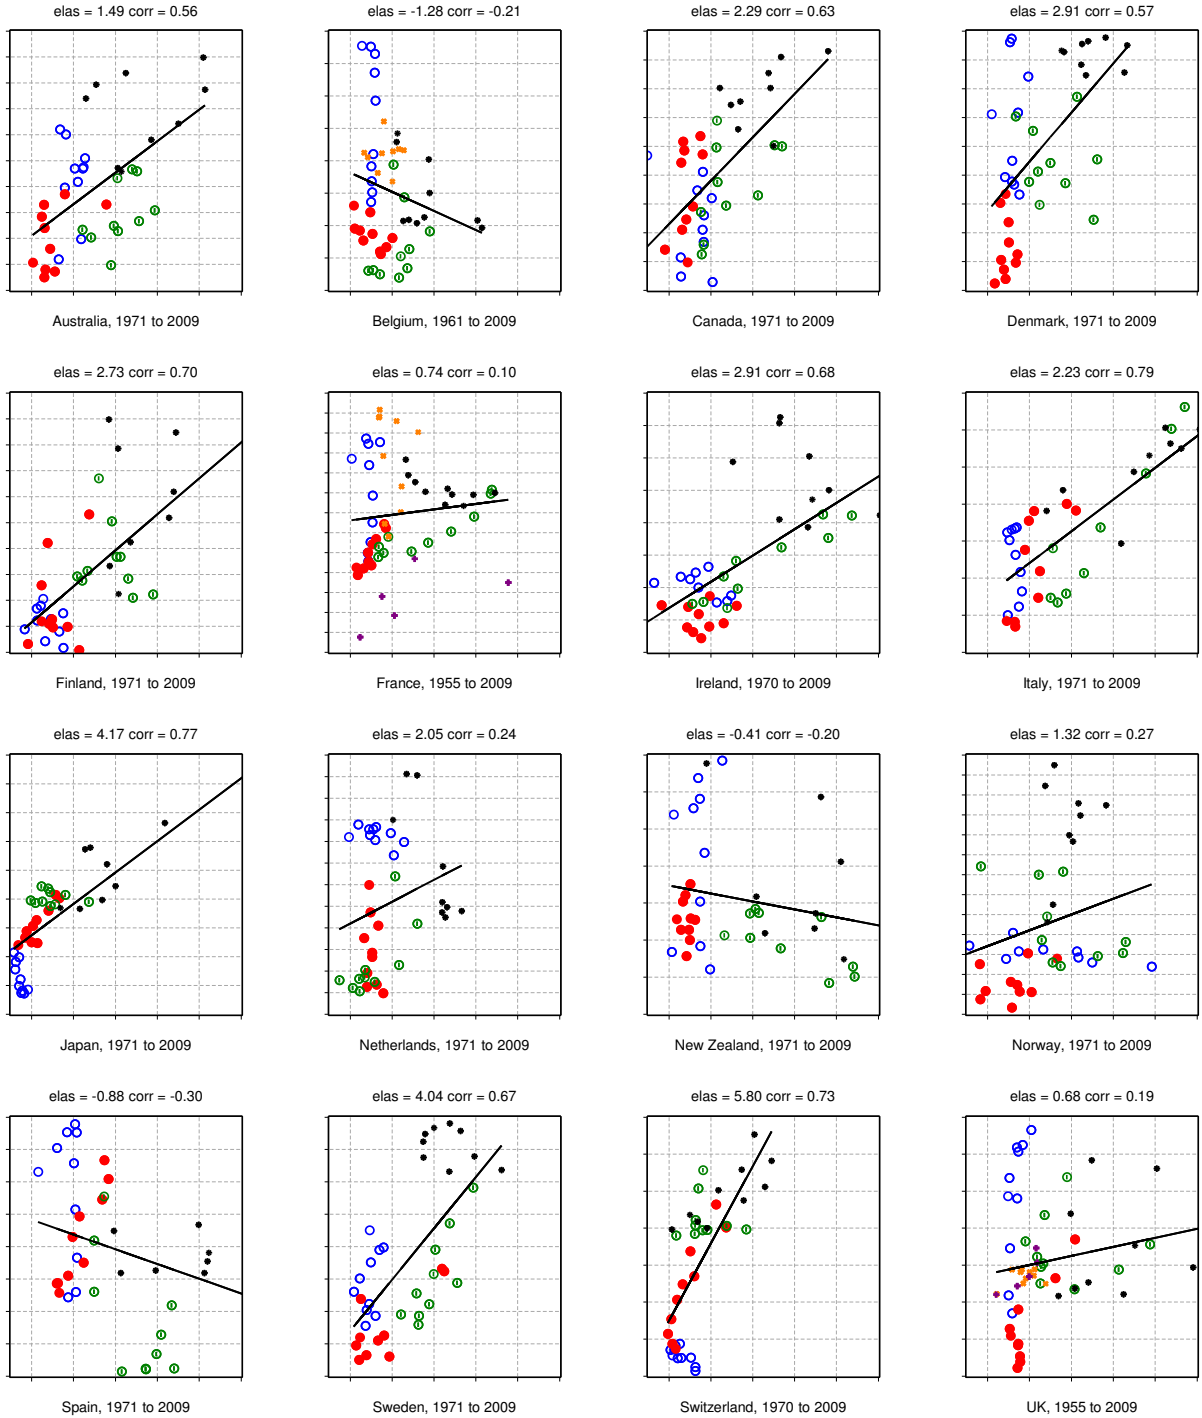 elas = 1.49 corr = 0.56
elas = -1.28 corr = -0.21
elas = 2.29 corr = 0.63
elas = 2.91 corr = 0.57
Australia, 1971 to 2009
Belgium, 1961 to 2009
Canada, 1971 to 2009
Denmark, 1971 to 2009
elas = 2.73 corr = 0.70
elas = 0.74 corr = 0.10
elas = 2.91 corr = 0.68
elas = 2.23 corr = 0.79
Finland, 1971 to 2009
France, 1955 to 2009
Ireland, 1970 to 2009
Italy, 1971 to 2009
elas = 4.17 corr = 0.77
elas = 2.05 corr = 0.24
elas = -0.41 corr = -0.20
elas = 1.32 corr = 0.27
Japan, 1971 to 2009
Netherlands, 1971 to 2009
New Zealand, 1971 to 2009
Norway, 1971 to 2009
elas = -0.88 corr = -0.30
elas = 4.04 corr = 0.67
elas = 5.80 corr = 0.73
elas = 0.68 corr = 0.19
Spain, 1971 to 2009
Sweden, 1971 to 2009
Switzerland, 1970 to 2009
UK, 1955 to 2009